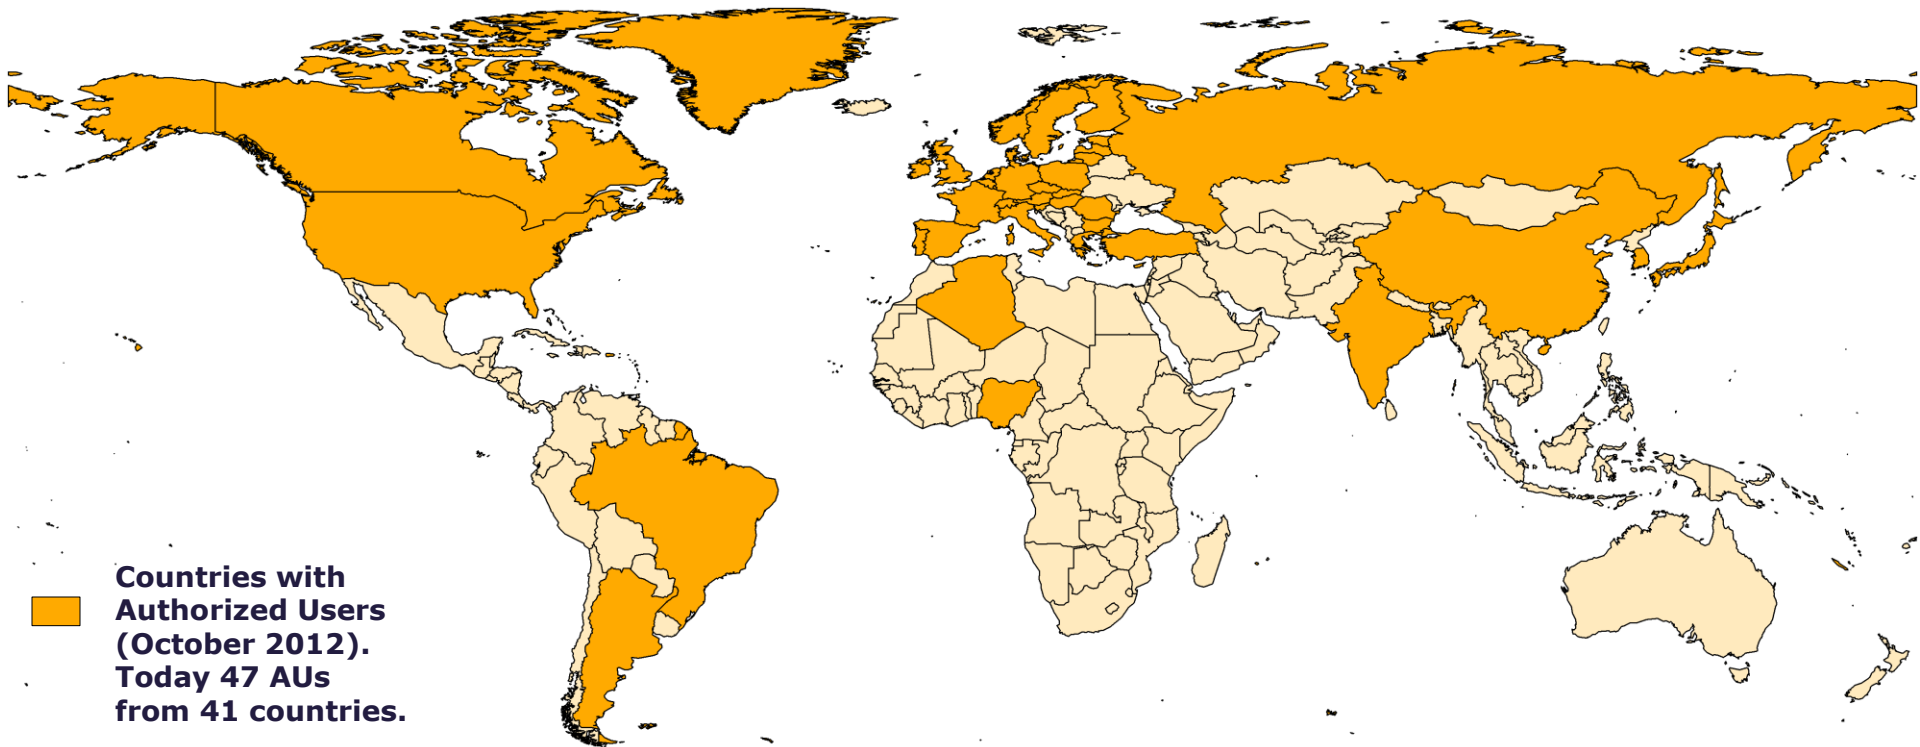 Countries with
Authorized Users
(October 2012).
Today 47 AUs
from 41 countries.